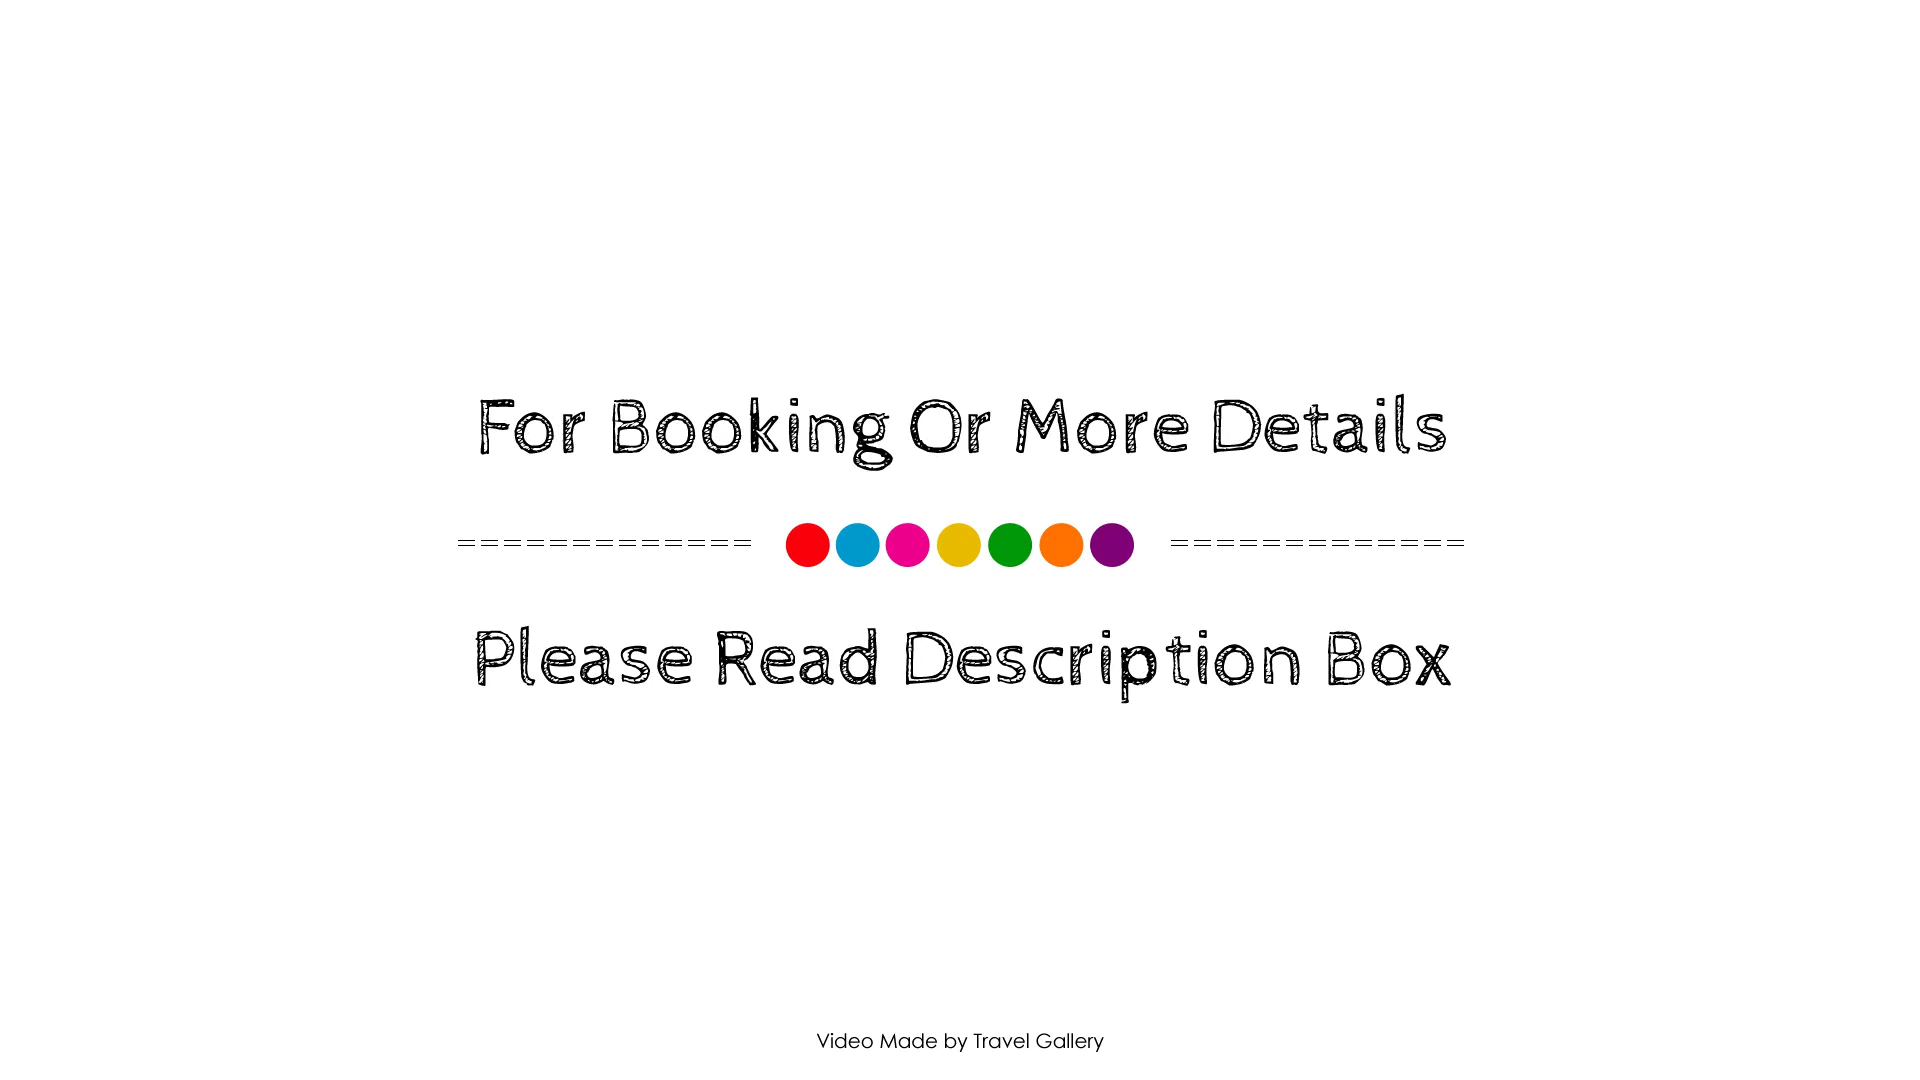 For Booking Or More Details
============= =============
Please Read Description Box
Video Made by Travel Gallery